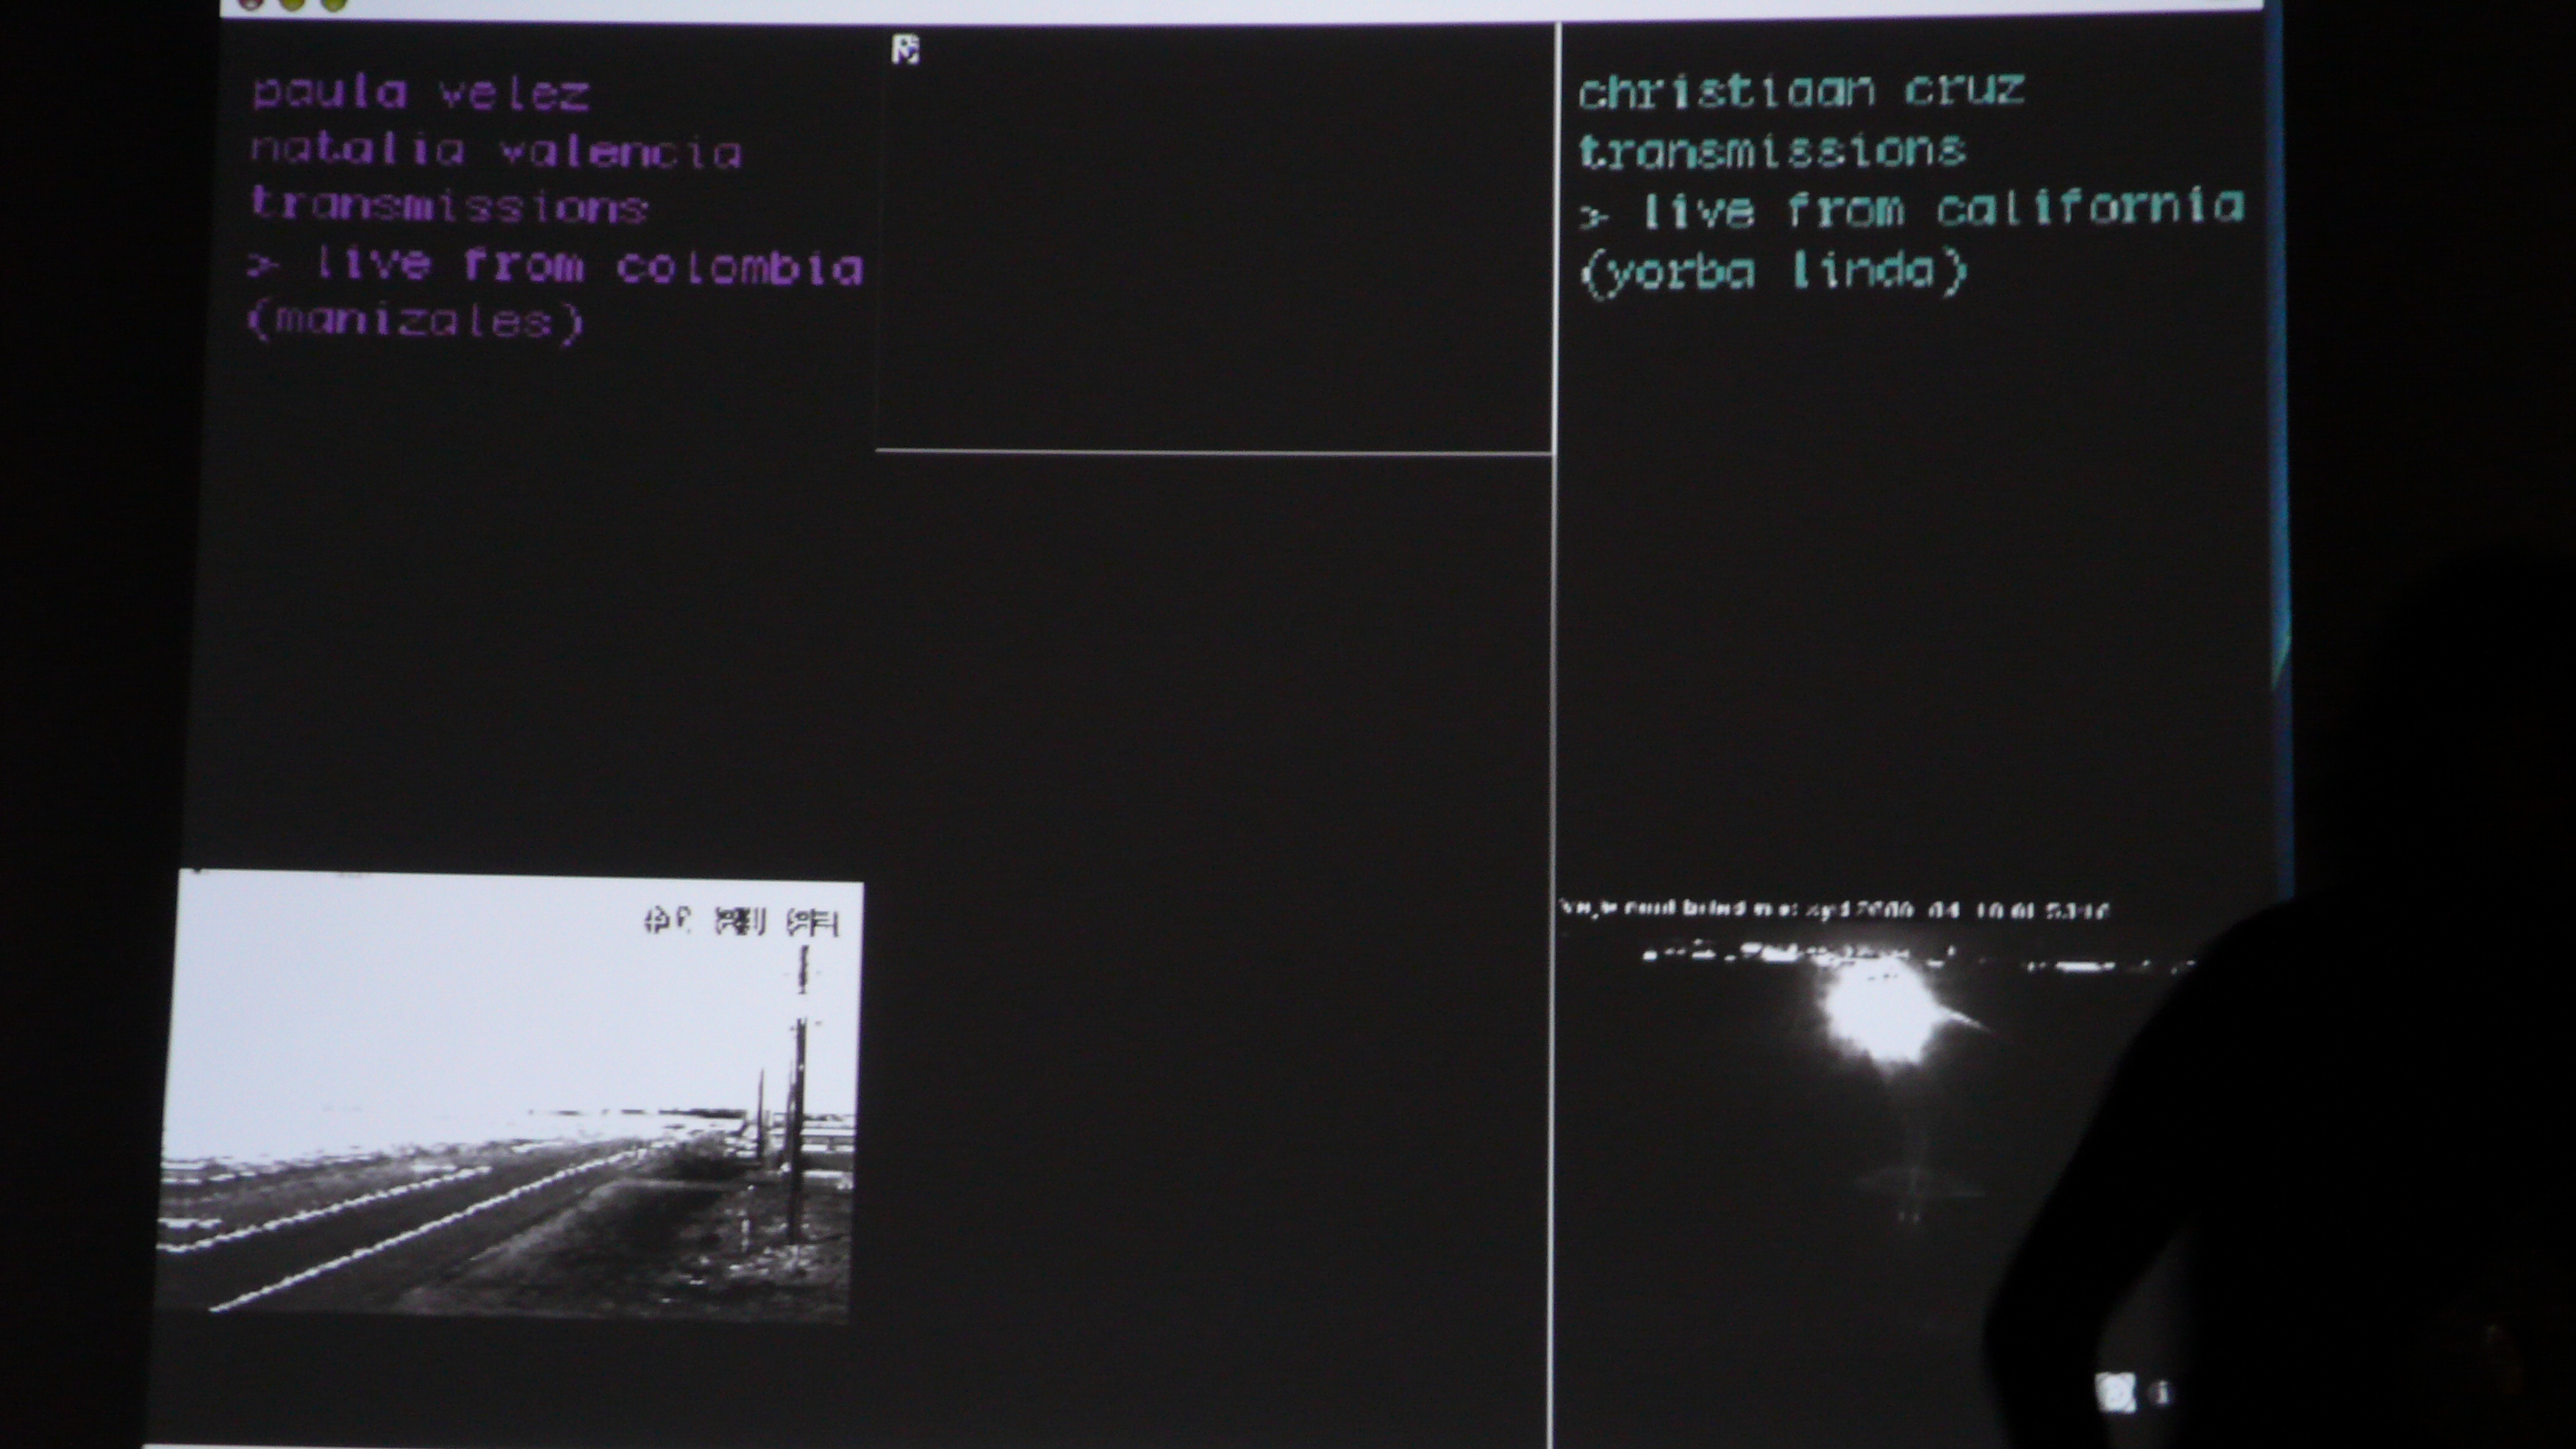 paula velez
natalia valencia
transmissions
> live from colombia
(manizales)
christiaan cruz
transmissions
> live from california
(yorba linda)